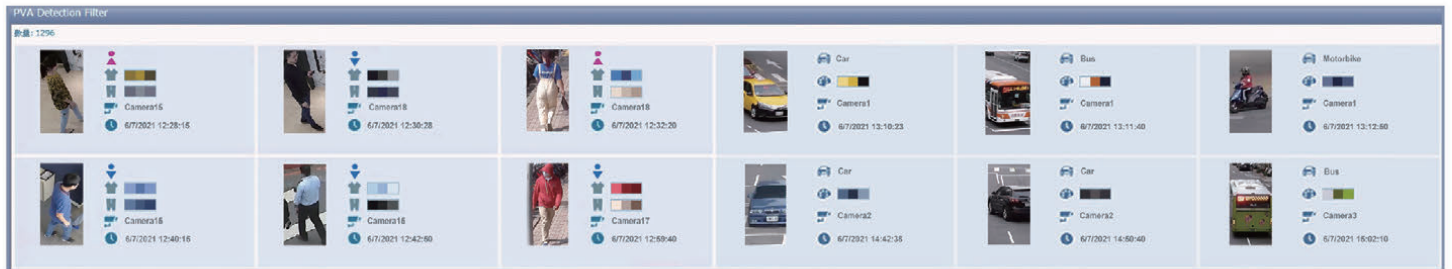 PVA Detection Filter
數量: 1296
Camera15
6/7/2021 12:28:15
Camera18
6/7/2021 12:30:28
Camera18
6/7/2021 12:32:20
Car
Camera1
6/7/2021 13:10:23
Bus
Camera1
6/7/2021 13:11:40
Motorbike
Camera1
6/7/2021 13:12:50
Camera15
6/7/2021 12:40:15
Camera15
6/7/2021 12:42:50
Camera17
6/7/2021 12:59:40
Car
Camera2
6/7/2021 14:42:35
Car
Camera2
6/7/2021 14:50:40
Bus
Camera3
6/7/2021 15:02:10